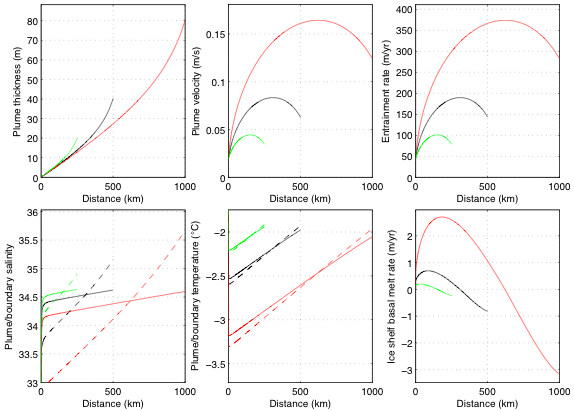 80
70
60
50
40
30
20
10
0
Plume thickness (m)
0 500 1000
Distance (km)
0.15
0.1
0.05
0
Plume velocity (m/s)
0 500 1000
Distance (km)
400
350
300
250
200
150
100
50
0
Entrainment rate (m/yr)
0 500 1000
Distance (km)
36
35.5
35
34.5
34
33.5
33
Plume/boundary salinity
0 500 1000
Distance (km)
−2
−2.5
−3
−3.5
Plume/boundary temperature (°C)
0 500 1000
Distance (km)
2
1
0
−1
−2
−3
Ice shelf basal melt rate (m/yr)
0 500 1000
Distance (km)